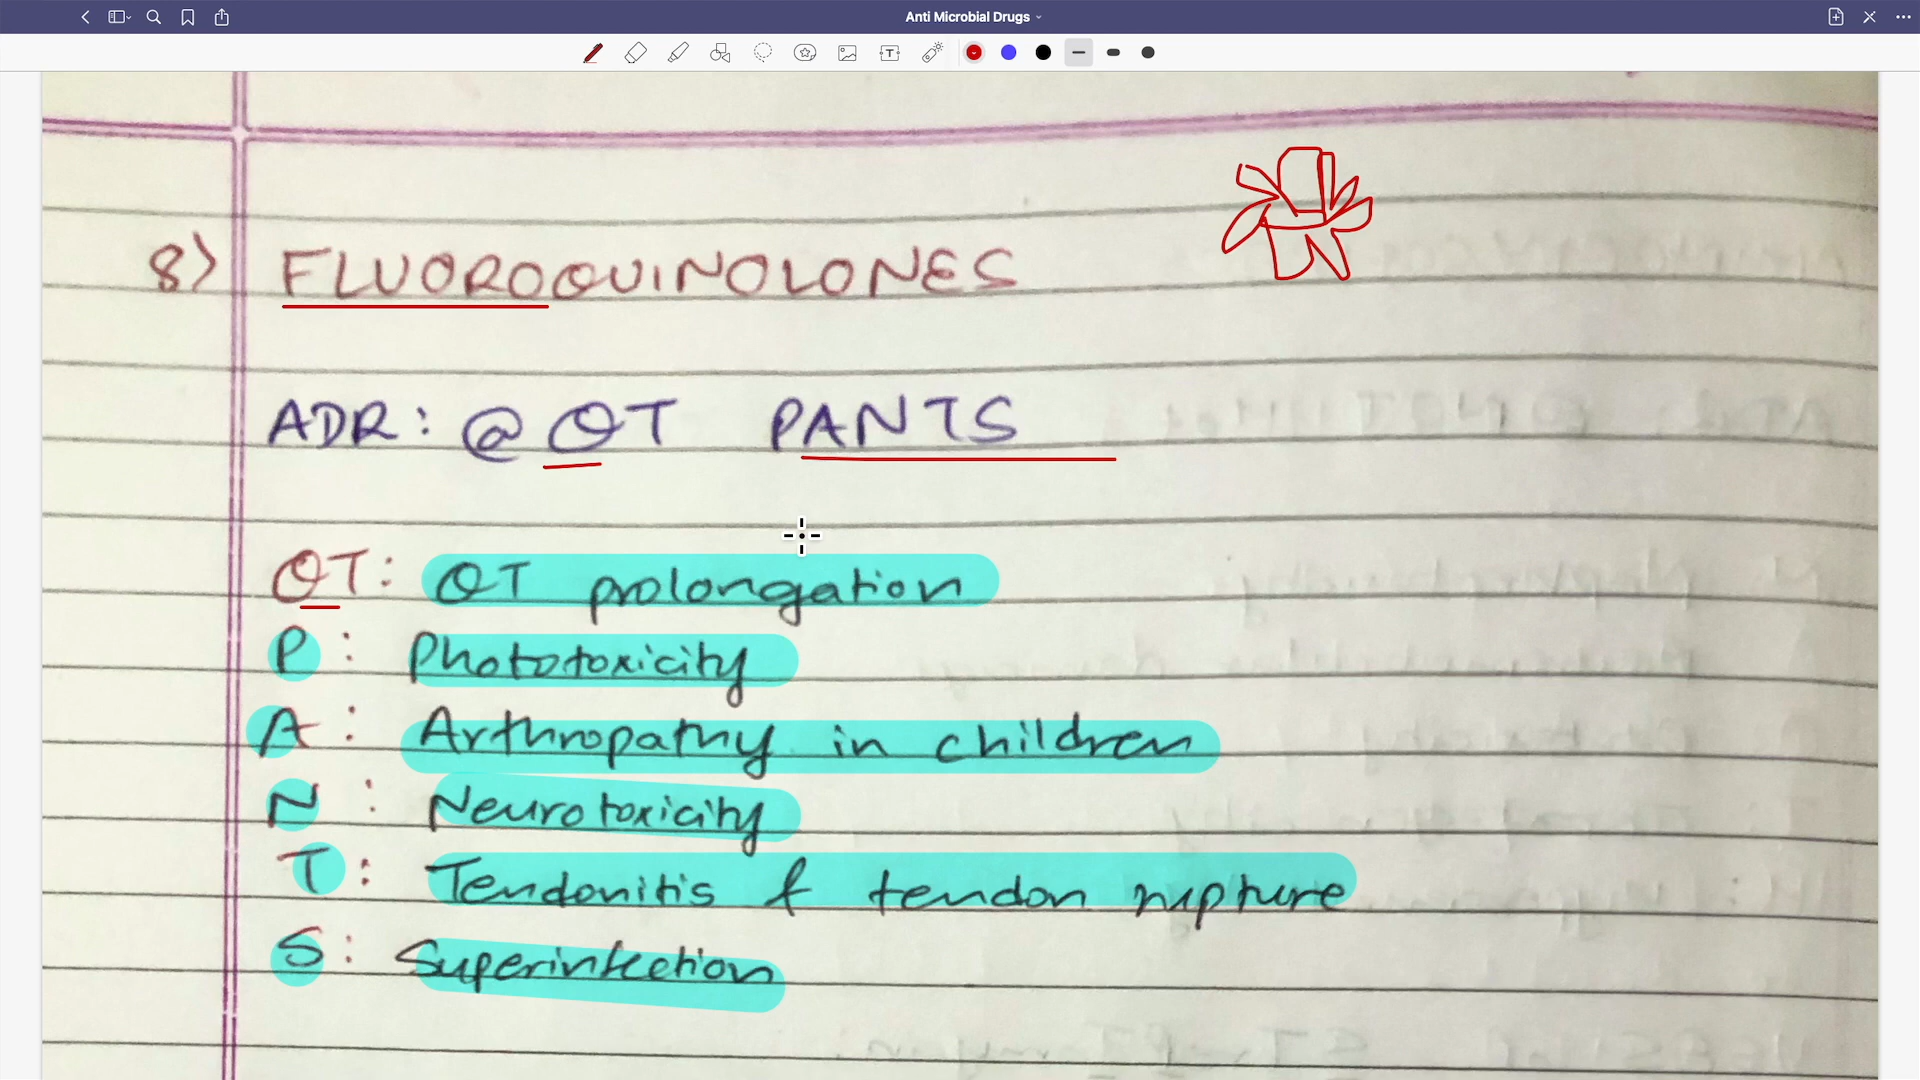 Anti Microbial Drugs
T
8) FLUOROQUINOLONES
ADR: @ QT PANTS
QT: QT prolongation
P: Phototoxicity
A: Arthropathy in children
N: Neurotoxicity
T: Tendonitis & tendon rupture
S: Superinfection